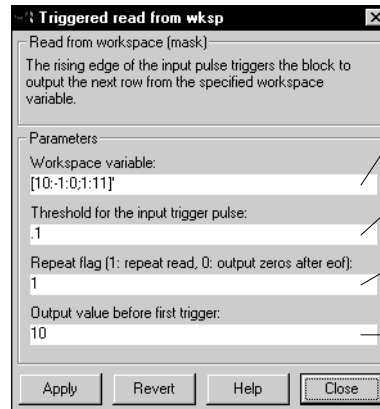 Triggered read from wksp
Read from workspace (mask)
The rising edge of the input pulse triggers the block to
output the next row from the specified workspace
variable.
Parameters
Workspace variable:
[10:-1:0;1:11]'
Threshold for the input trigger pulse:
.1
Repeat flag (1: repeat read, 0: output zeros after eof):
1
Output value before first trigger:
10
Apply Revert Help Close